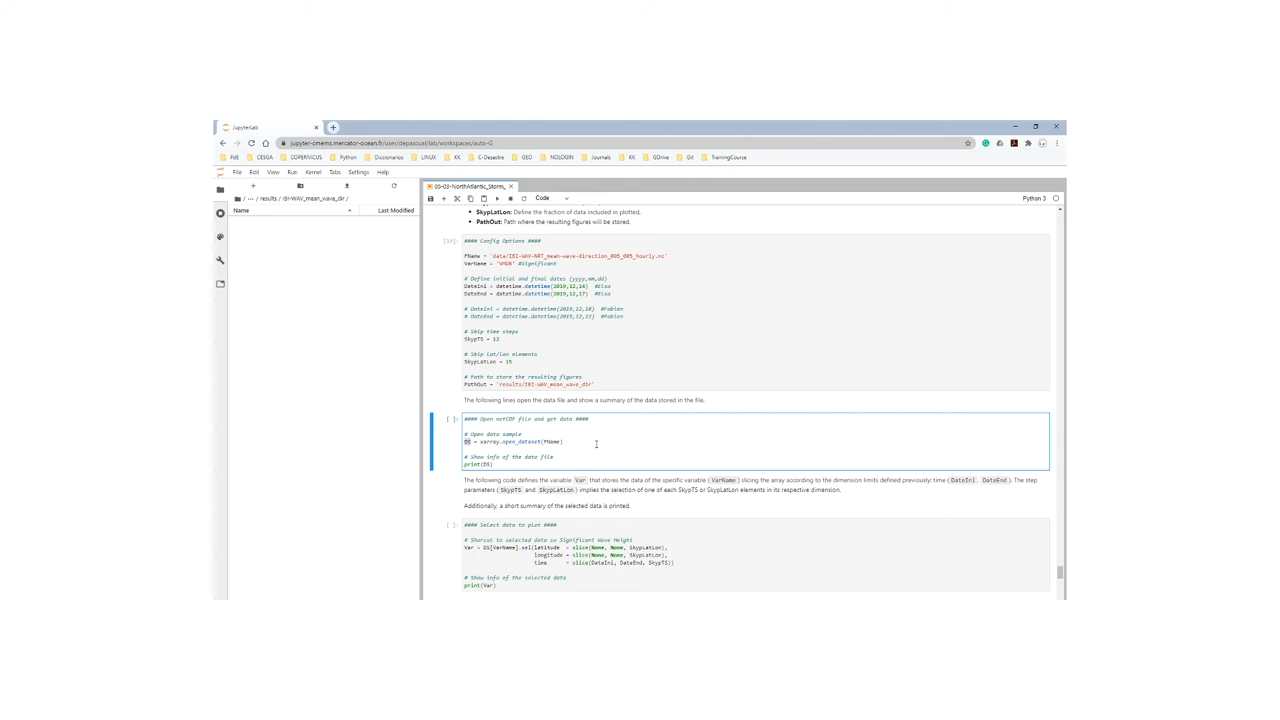 JupyterLab
jupyter-cmems.mercator-ocean.fr/user/depascual/lab/workspaces/auto-G
PdE CESGA COPERNICUS Python Diccionarios LINUX KK C-Desastre GEO NOLOGIN Journals KK GDrive Git TrainingCourse
File Edit View Run Kernel Tabs Settings Help
05-03-NorthAtlantic_Storm_
/ ··· / results / IBI-WAV_mean_wave_dir /
Code
Python 3
Name Last Modified
• SkypLatLon: Define the fraction of data included in plotted.
• PathOut: Path where the resulting figures will be stored.
[10]: #### Config Options ####
FName = 'data/IBI-WAV-NRT_mean-wave-direction_005_005_hourly.nc'
VarName = 'VMDR' #Significant
# Define initial and final dates (yyyy,mm,dd)
DateIni = datetime.datetime(2019,12,14) #Elsa
DateEnd = datetime.datetime(2019,12,17) #Elsa
# DateIni = datetime.datetime(2019,12,18) #Fabien
# DateEnd = datetime.datetime(2019,12,22) #Fabien
# Skip time steps
SkypTS = 12
# Skip lat/lon elements
SkypLatLon = 15
# Path to store the resulting figures
PathOut = 'results/IBI-WAV_mean_wave_dir'
The following lines open the data file and show a summary of the data stored in the file.
[ ]: #### Open netCDF file and get data ####
# Open data sample
DS = xarray.open_dataset(FName)
# Show info of the data file
print(DS)
The following code defines the variable Var that stores the data of the specific variable (VarName) slicing the array according to the dimension limits defined previously: time (DateIni, DateEnd). The step
parameters (SkypTS and SkypLatLon) implies the selection of one of each SkypTS or SkypLatLon elements in its respective dimension.
Additionally, a short summary of the selected data is printed.
[ ]: #### Select data to plot ####
# Shorcut to selected data so Significant Wave Height
Var = DS[VarName].sel(latitude = slice(None, None, SkypLatLon),
longitude = slice(None, None, SkypLatLon),
time = slice(DateIni, DateEnd, SkypTS))
# Show info of the selected data
print(Var)